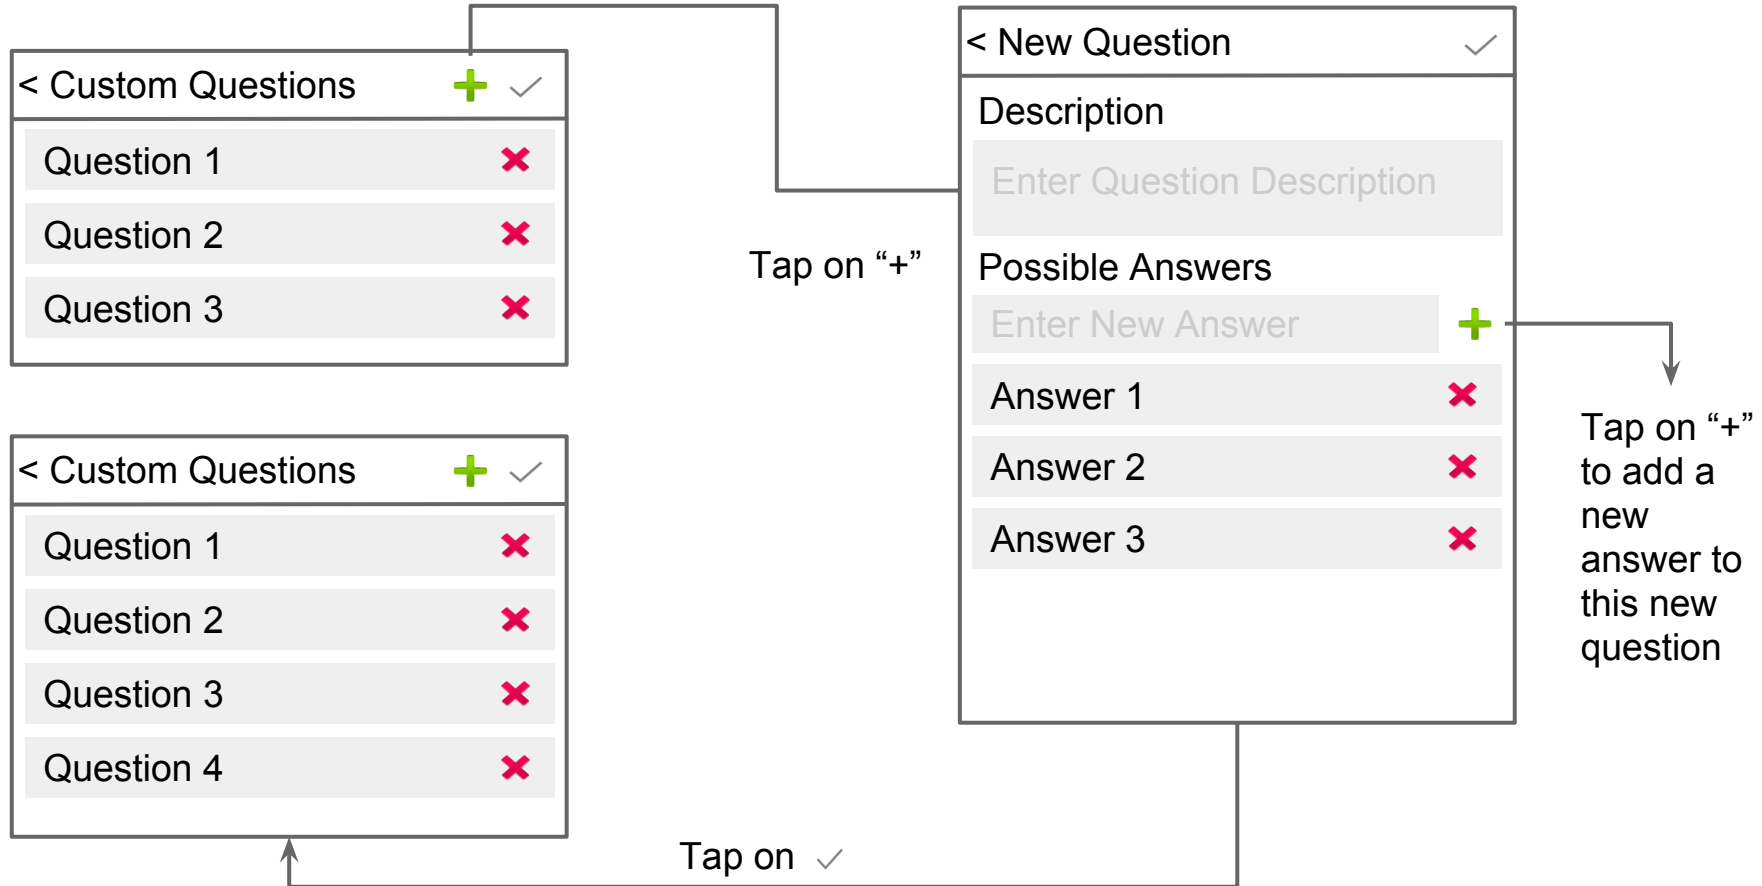 < Custom Questions
Question 1
Question 2
Question 3
Tap on “+”
< New Question
Description
Enter Question Description
Possible Answers
Enter New Answer
Answer 1
Answer 2
Answer 3
Tap on “+”
to add a
new
answer to
this new
question
< Custom Questions
Question 1
Question 2
Question 3
Question 4
Tap on ✓